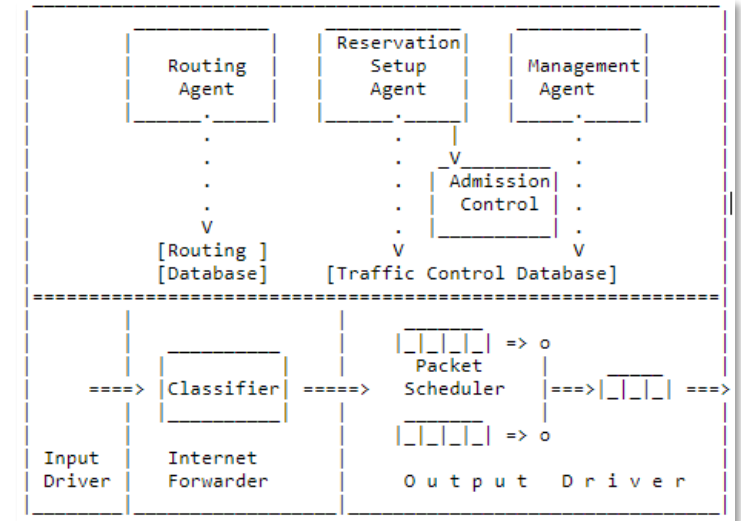 Reservation
Routing Setup Management
Agent Agent Agent
V
Admission
Control
V
[Routing ] V V
[Database] [Traffic Control Database]
=> o
Packet
====> Classifier =====> Scheduler ===> ===>
=> o
Input Internet
Driver Forwarder O u t p u t D r i v e r